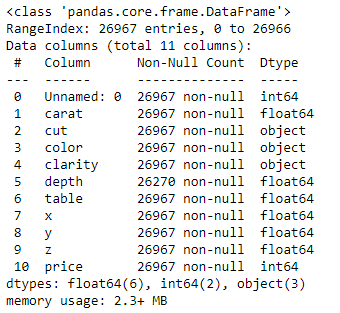 <class 'pandas.core.frame.DataFrame'>
RangeIndex: 26967 entries, 0 to 26966
Data columns (total 11 columns):
 #   Column      Non-Null Count  Dtype
---  ------      --------------  -----
 0   Unnamed: 0  26967 non-null  int64
 1   carat       26967 non-null  float64
 2   cut         26967 non-null  object
 3   color       26967 non-null  object
 4   clarity     26967 non-null  object
 5   depth       26270 non-null  float64
 6   table       26967 non-null  float64
 7   x           26967 non-null  float64
 8   y           26967 non-null  float64
 9   z           26967 non-null  float64
 10  price       26967 non-null  int64
dtypes: float64(6), int64(2), object(3)
memory usage: 2.3+ MB